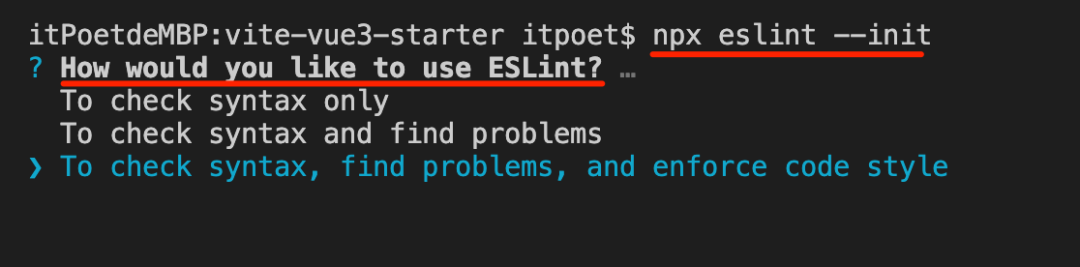 itPoetdeMBP:vite-vue3-starter itpoet$ npx eslint --init
? How would you like to use ESLint? …
To check syntax only
To check syntax and find problems
❯ To check syntax, find problems, and enforce code style